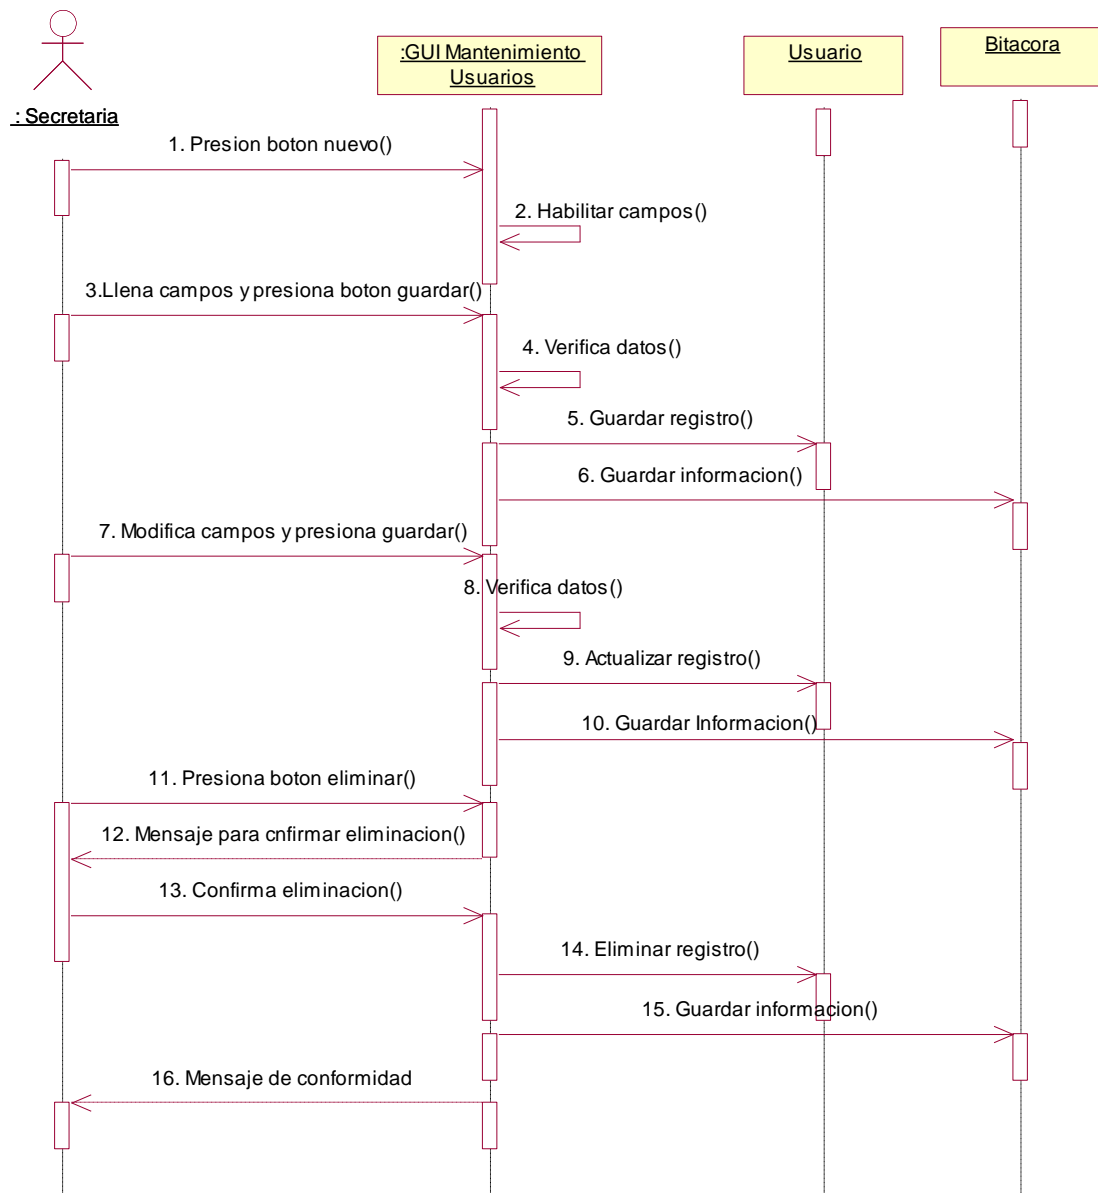 : Secretaria
:GUI Mantenimiento
Usuarios
Usuario
Bitacora
1. Presion boton nuevo()
2. Habilitar campos()
3.Llena campos y presiona boton guardar()
4. Verifica datos()
5. Guardar registro()
6. Guardar informacion()
7. Modifica campos y presiona guardar()
8. Verifica datos()
9. Actualizar registro()
10. Guardar Informacion()
11. Presiona boton eliminar()
12. Mensaje para cnfirmar eliminacion()
13. Confirma eliminacion()
14. Eliminar registro()
15. Guardar informacion()
16. Mensaje de conformidad